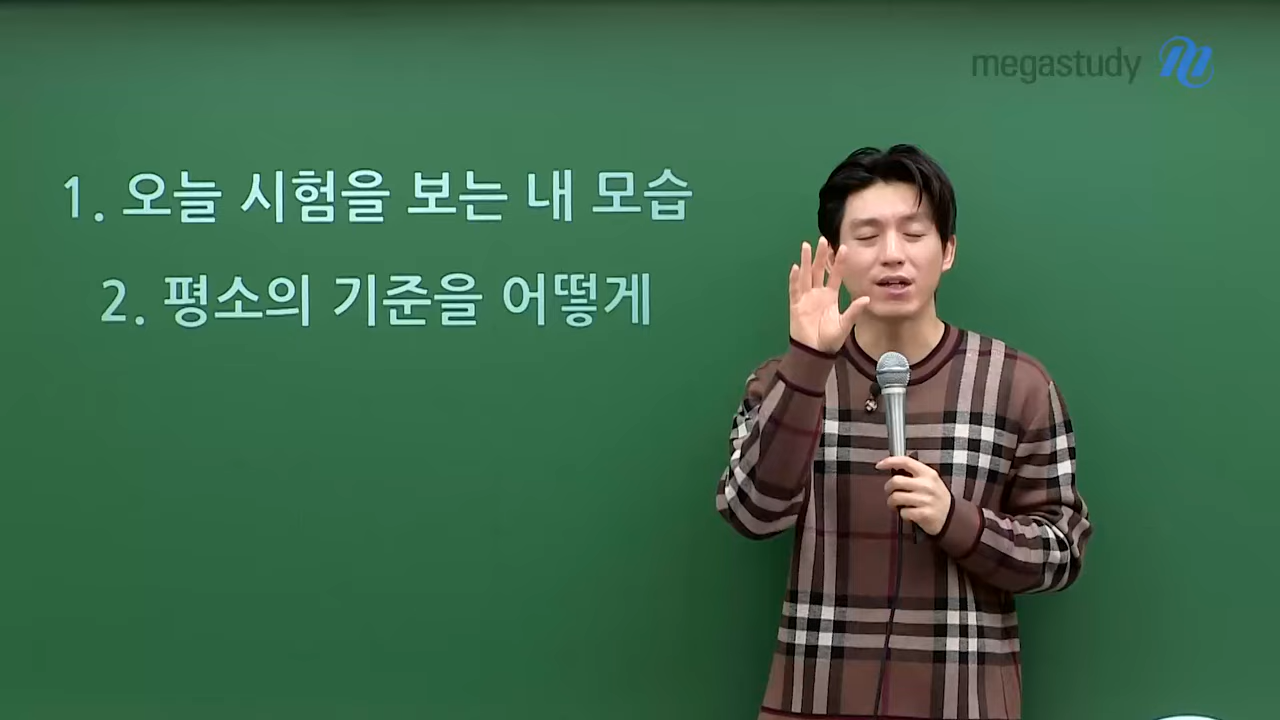 megastudy
1. 오늘 시험을 보는 내 모습
2. 평소의 기준을 어떻게